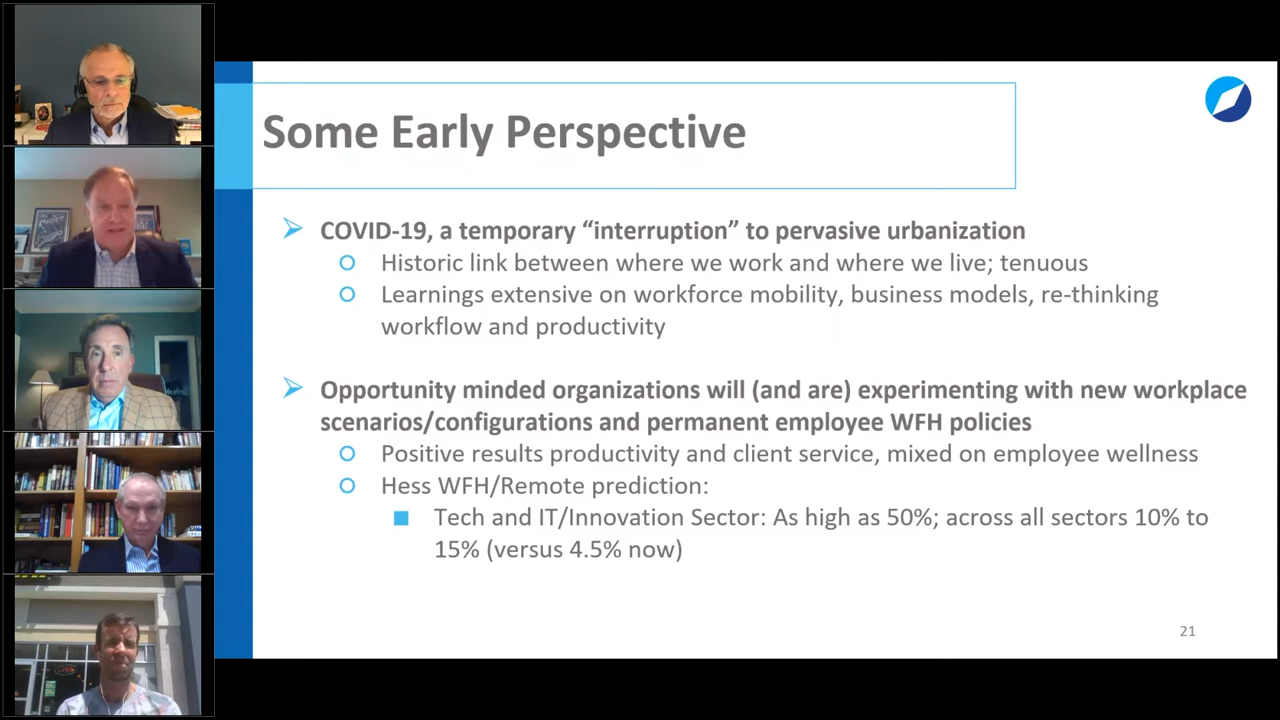 Some Early Perspective
COVID-19, a temporary “interruption” to pervasive urbanization
Historic link between where we work and where we live; tenuous
Learnings extensive on workforce mobility, business models, re-thinking
workflow and productivity
Opportunity minded organizations will (and are) experimenting with new workplace
scenarios/configurations and permanent employee WFH policies
Positive results productivity and client service, mixed on employee wellness
Hess WFH/Remote prediction:
Tech and IT/Innovation Sector: As high as 50%; across all sectors 10% to
15% (versus 4.5% now)
21